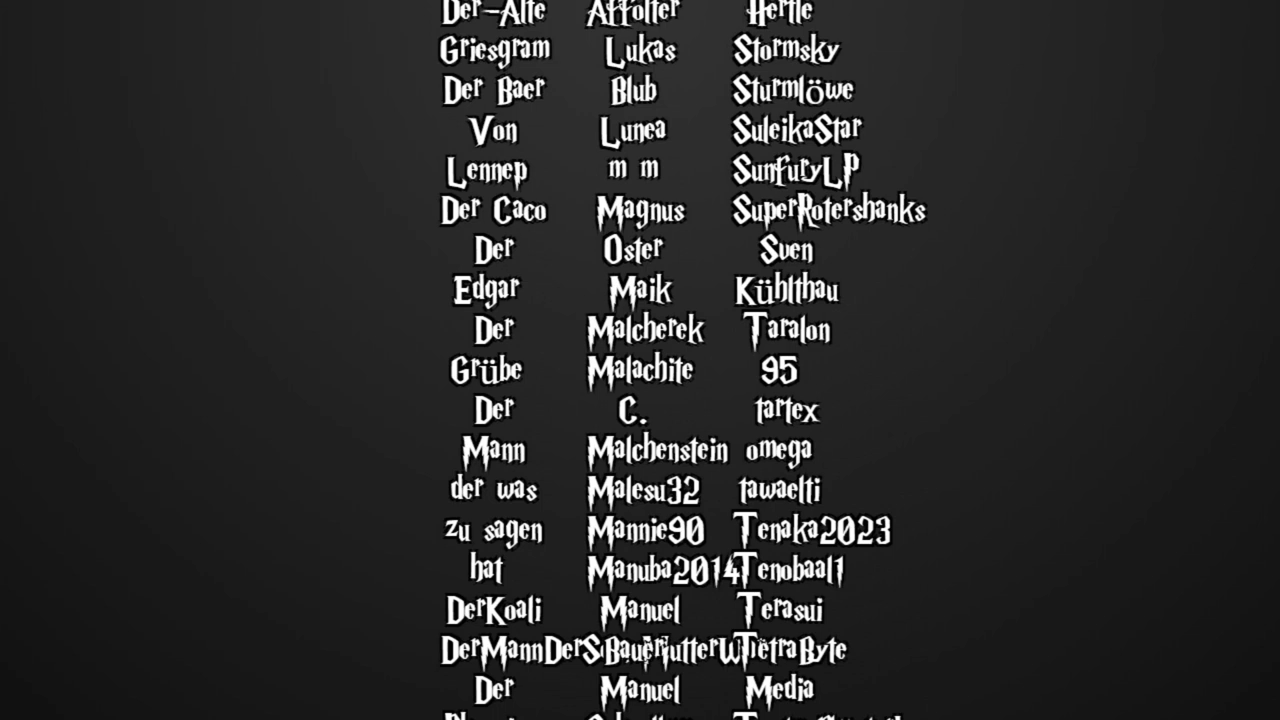 Der-Alte Affolter Hertle
Griesgram Lukas Stormsky
Der Baer Blub Sturmlöwe
Von Lunea SuleikaStar
Lennep m m SunfuryLP
Der Caco Magnus SuperRotershanks
Der Oster Sven
Edgar Maik Kühlthau
Der Malcherek Taralon
Grübe Malachite 95
Der C. tartex
Mann Malchenstein omega
der was Malesu32 tawaelti
zu sagen Mannie90 Tenaka2023
hat Manuba2014 Tenobaal1
DerKoali Manuel Terasui
Bauer TetraByte
Der Manuel Media